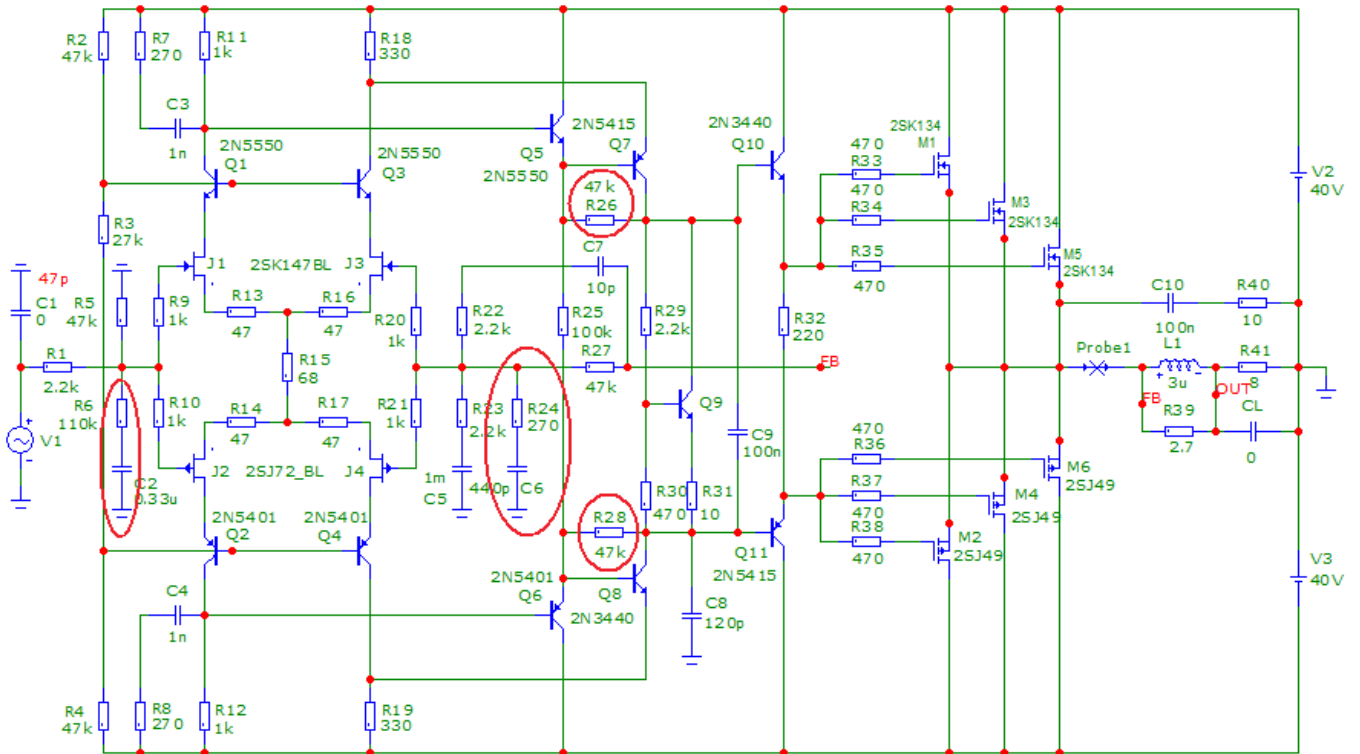 R2
47k
R7
270
R11
1k
R18
330
C3
1n
2N5550
Q1
2N5550
Q3
2N5415
Q7
Q5
2N5550
2N3440
Q10
2SK134
M1
470
R33
470
R34
R35
470
M3
2SK134
M5
2SK134
V2
40V
R3
27k
47k
R26
C7
10p
47p
C1
0
R5
47k
R9
1k
J1
2SK147BL
J3
R13
47
R16
47
R20
1k
R22
2.2k
R25
100k
R29
2.2k
R32
220
C10
100n
R40
10
R1
2.2k
R15
68
R27
47k
FB
Probe1
L1
3u
R41
8
OUT
FB
R39
2.7
CL
0
V1
R6
110k
R10
1k
R14
47
R17
47
R21
1k
R23
2.2k
R24
270
Q9
C9
100n
J2
2SJ72_BL
J4
C2
0.33u
1m
C5
440p
C6
R30
470
R31
10
470
R36
R37
470
R38
470
M6
2SJ49
M4
2SJ49
M2
2SJ49
2N5401
Q2
2N5401
Q4
R28
47k
Q11
2N5415
V3
40V
2N5401
Q6
Q8
2N3440
C8
120p
C4
1n
R4
47k
R8
270
R12
1k
R19
330